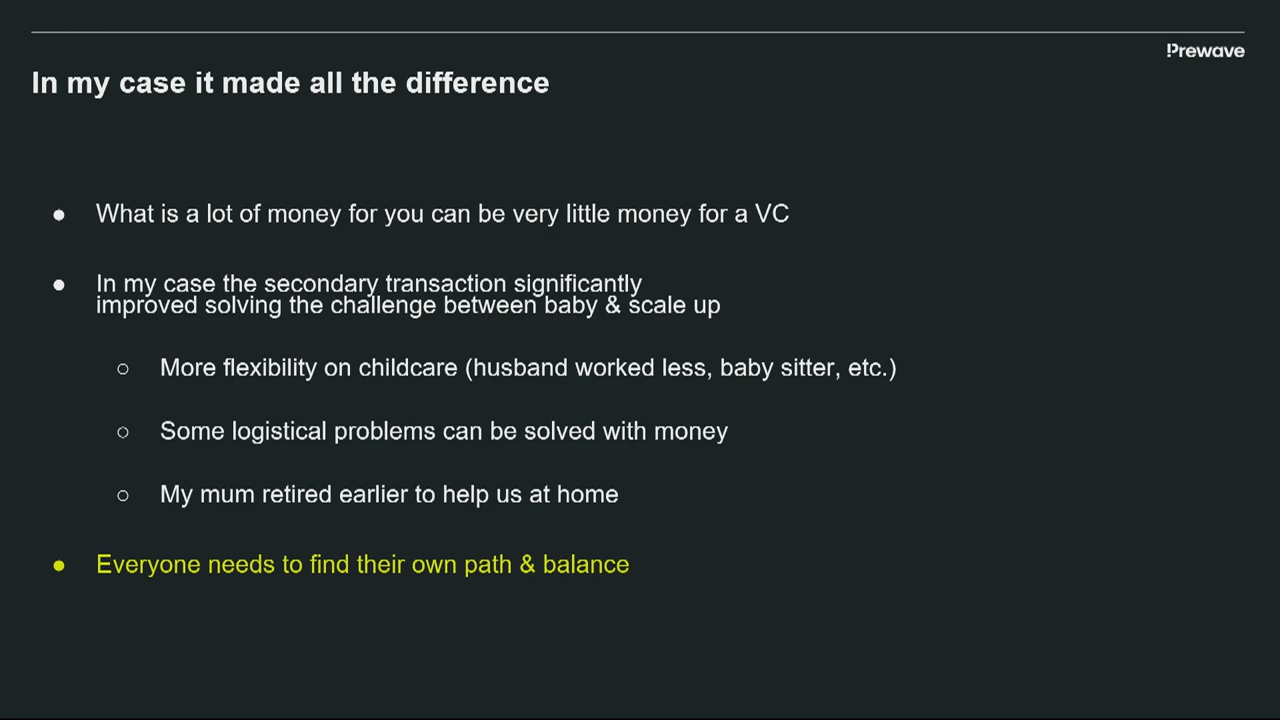 Prewave
In my case it made all the difference
● What is a lot of money for you can be very little money for a VC
● In my case the secondary transaction significantly
improved solving the challenge between baby & scale up
○ More flexibility on childcare (husband worked less, baby sitter, etc.)
○ Some logistical problems can be solved with money
○ My mum retired earlier to help us at home
● Everyone needs to find their own path & balance